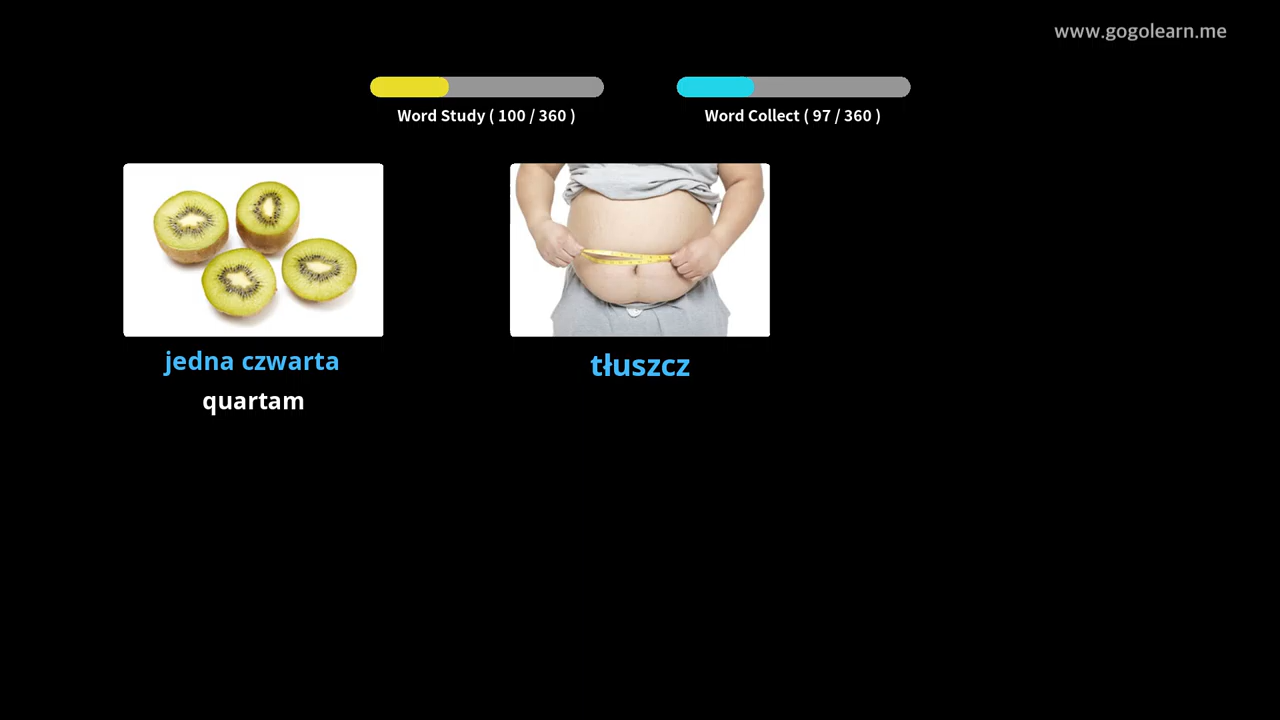 www.gogolearn.me
Word Study ( 100 / 360 )
Word Collect ( 97 / 360 )
jedna czwarta
quartam
tłuszcz